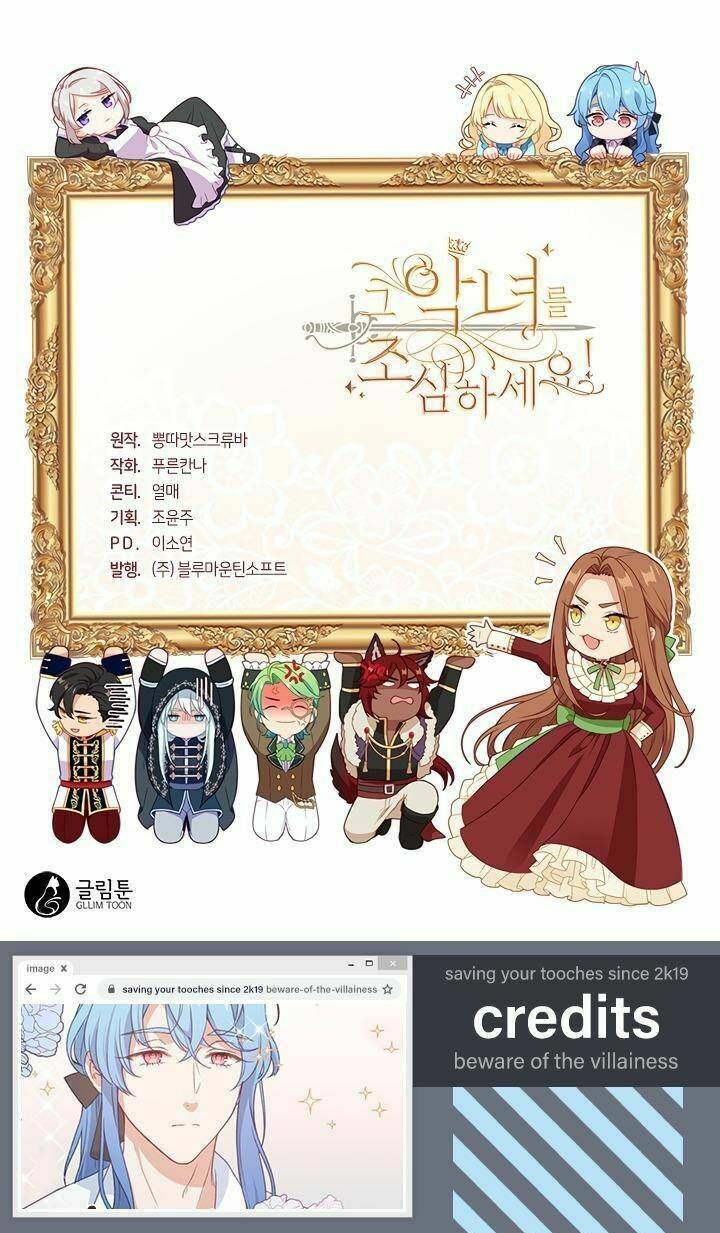 그 악녀를
조심하세요!
원작. 뽕따맛스크류바
작화. 푸른칸나
콘티. 열매
기획. 조윤주
PD. 이소연
발행. (주)블루마운틴소프트
글림툰
GLLIM TOON
image x
saving your tooches since 2k19 beware-of-the-villainess
saving your tooches since 2k19
credits
beware of the villainess